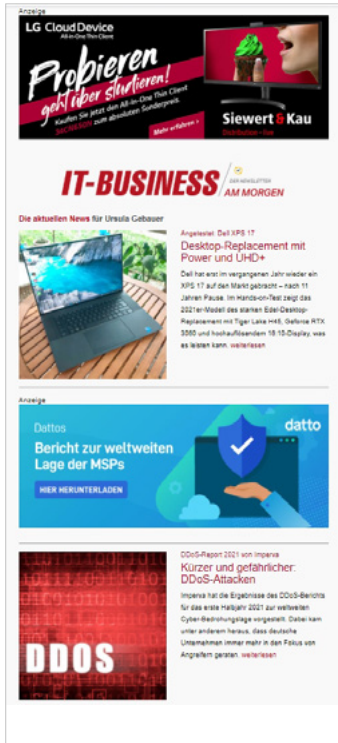 Anzeige
LG CloudDevice
All-in-One Thin Client
Probieren
geht über studieren!
Kaufen Sie jetzt den All-In-One Thin Client
zum absoluten Sonderpreis.
Mehr erfahren >
Siewert & Kau
Distribution - live
IT-BUSINESS
DER NEWSLETTER
AM MORGEN
Die aktuellen News für Ursula Gebauer
Angetestet: Dell XPS 17
Desktop-Replacement mit
Power und UHD+
Dell hat erst im vergangenen Jahr wieder ein
XPS 17 auf den Markt gebracht – nach 11
Jahren Pause. Im Hands-on-Test zeigt das
2021er-Modell des starken Edel-Desktop-
Replacement mit Tiger Lake H45, Geforce RTX
3060 und hochauflösendem 16:10-Display, was
es leisten kann. weiterlesen
Anzeige
Dattos
Bericht zur weltweiten
Lage der MSPs
HIER HERUNTERLADEN
datto
DDoS-Report 2021 von Imperva
Kürzer und gefährlicher:
DDoS-Attacken
Imperva hat die Ergebnisse des DDoS-Berichts
für das erste Halbjahr 2021 zur weltweiten
Cyber-Bedrohungslage vorgestellt. Dabei kam
unter anderem heraus, dass deutsche
Unternehmen immer mehr in den Fokus von
Angreifern geraten. weiterlesen
DDOS